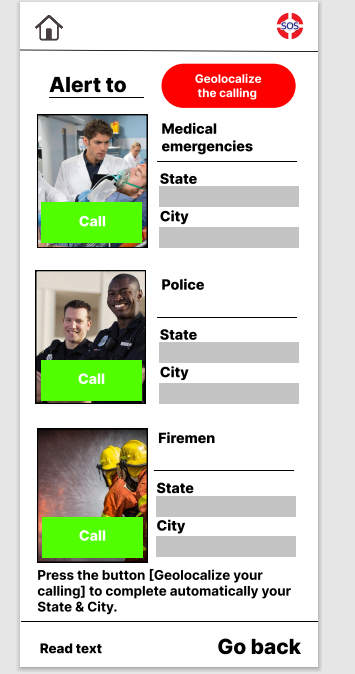 SOS
Alert to
Geolocalize
the calling
Medical
emergencies
State
City
Call
Police
State
City
Call
Firemen
State
City
Call
Press the button [Geolocalize your
calling] to complete automatically your
State & City.
Read text
Go back